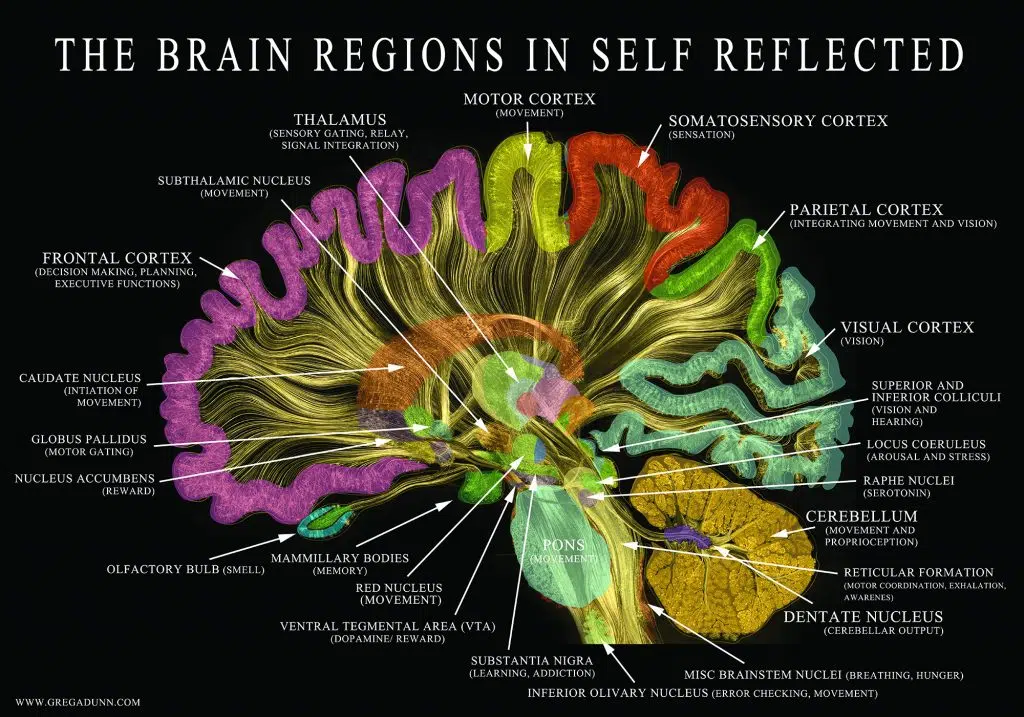 THE BRAIN REGIONS IN SELF REFLECTED
MOTOR CORTEX
(MOVEMENT)
THALAMUS
(SENSORY GATING, RELAY,
SIGNAL INTEGRATION)
SOMATOSENSORY CORTEX
(SENSATION)
SUBTHALAMIC NUCLEUS
(MOVEMENT)
PARIETAL CORTEX
(INTEGRATING MOVEMENT AND VISION)
FRONTAL CORTEX
(DECISION MAKING, PLANNING,
EXECUTIVE FUNCTIONS)
VISUAL CORTEX
(VISION)
CAUDATE NUCLEUS
(INTIATION OF
MOVEMENT)
SUPERIOR AND
INFERIOR COLLICULI
(VISION AND
HEARING)
GLOBUS PALLIDUS
(MOTOR GATING)
LOCUS COERULEUS
(AROUSAL AND STRESS)
NUCLEUS ACCUMBENS
(REWARD)
RAPHE NUCLEI
(SEROTONIN)
CEREBELLUM
(MOVEMENT AND
PROPRIOCEPTION)
PONS
(MOVEMENT)
OLFACTORY BULB (SMELL)
MAMMILLARY BODIES
(MEMORY)
RED NUCLEUS
(MOVEMENT)
RETICULAR FORMATION
(MOTOR COORDINATION, EXHALATION,
AWARENES)
DENTATE NUCLEUS
(CEREBELLAR OUTPUT)
VENTRAL TEGMENTAL AREA (VTA)
(DOPAMINE/ REWARD)
SUBSTANTIA NIGRA
(LEARNING, ADDICTION)
MISC BRAINSTEM NUCLEI (BREATHING, HUNGER)
INFERIOR OLIVARY NUCLEUS (ERROR CHECKING, MOVEMENT)
WWW.GREGADUNN.COM